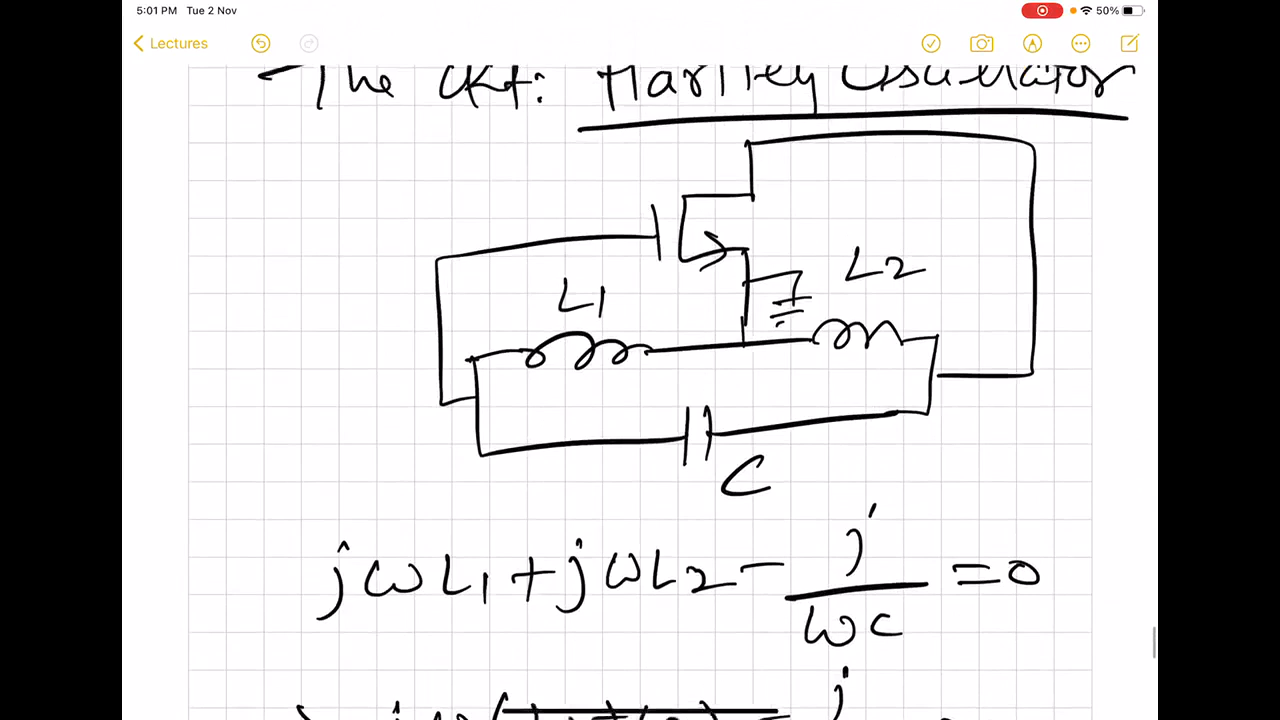 5:01 PM Tue 2 Nov
50%
Lectures
- The ckt: Hartley Oscillator
L1
L2
C
jωL1 + jωL2 - j/ωC = 0